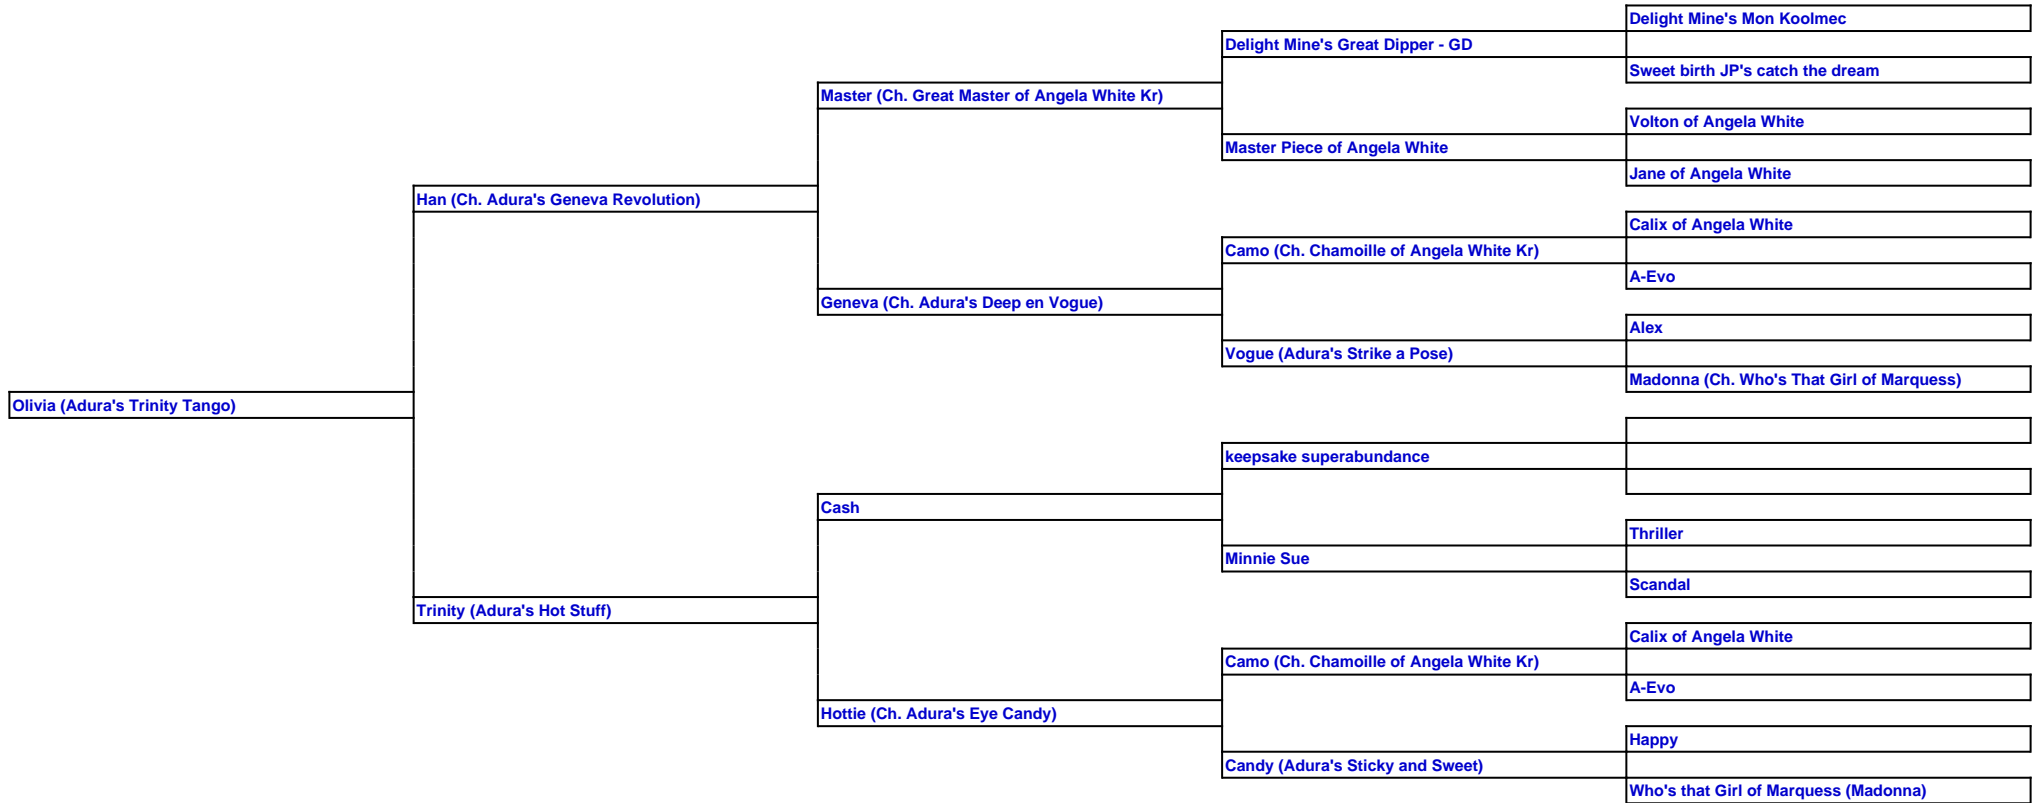 Delight Mine's Mon Koolmec
Delight Mine's Great Dipper - GD
Sweet birth JP's catch the dream
Master (Ch. Great Master of Angela White Kr)
Volton of Angela White
Master Piece of Angela White
Jane of Angela White
Han (Ch. Adura's Geneva Revolution)
Calix of Angela White
Camo (Ch. Chamoille of Angela White Kr)
A-Evo
Geneva (Ch. Adura's Deep en Vogue)
Alex
Vogue (Adura's Strike a Pose)
Madonna (Ch. Who's That Girl of Marquess)
Olivia (Adura's Trinity Tango)
keepsake superabundance
Cash
Thriller
Minnie Sue
Scandal
Trinity (Adura's Hot Stuff)
Calix of Angela White
Camo (Ch. Chamoille of Angela White Kr)
A-Evo
Hottie (Ch. Adura's Eye Candy)
Happy
Candy (Adura's Sticky and Sweet)
Who's that Girl of Marquess (Madonna)